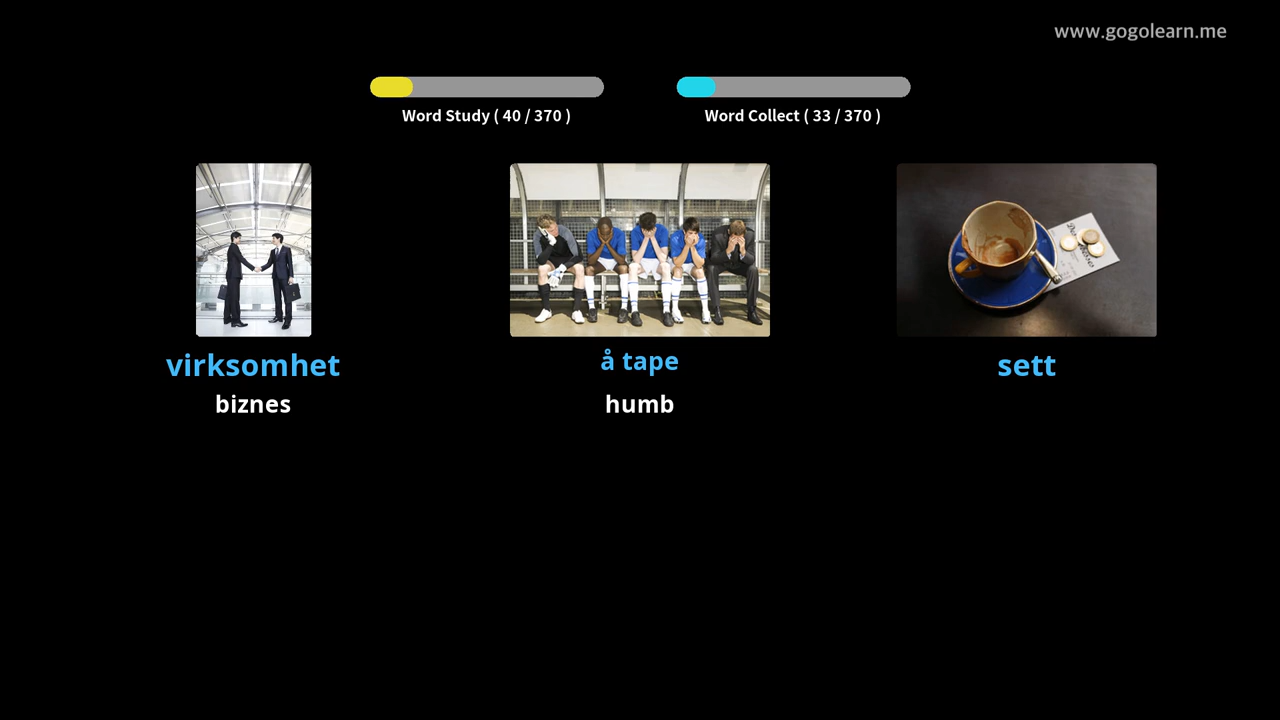 www.gogolearn.me
Word Study ( 40 / 370 )
Word Collect ( 33 / 370 )
virksomhet
biznes
å tape
humb
sett